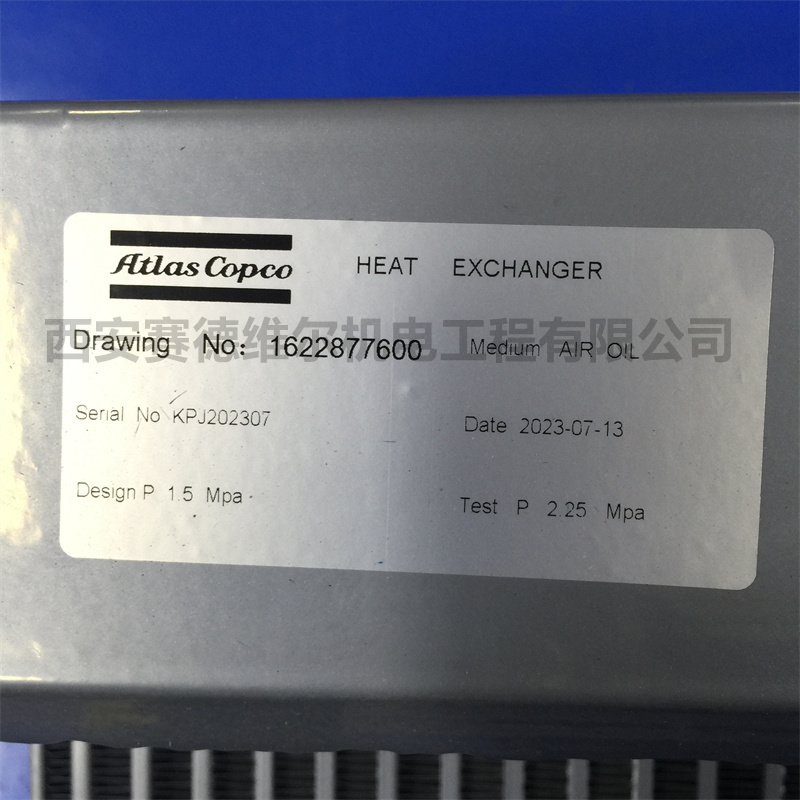 Atlas Copco HEAT EXCHANGER
西安赛德维尔机电工程有限公司
Drawing No: 1622877600 Medium AIR OIL
Serial No KPJ202307 Date 2023-07-13
Design P 1.5 Mpa Test P 2.25 Mpa